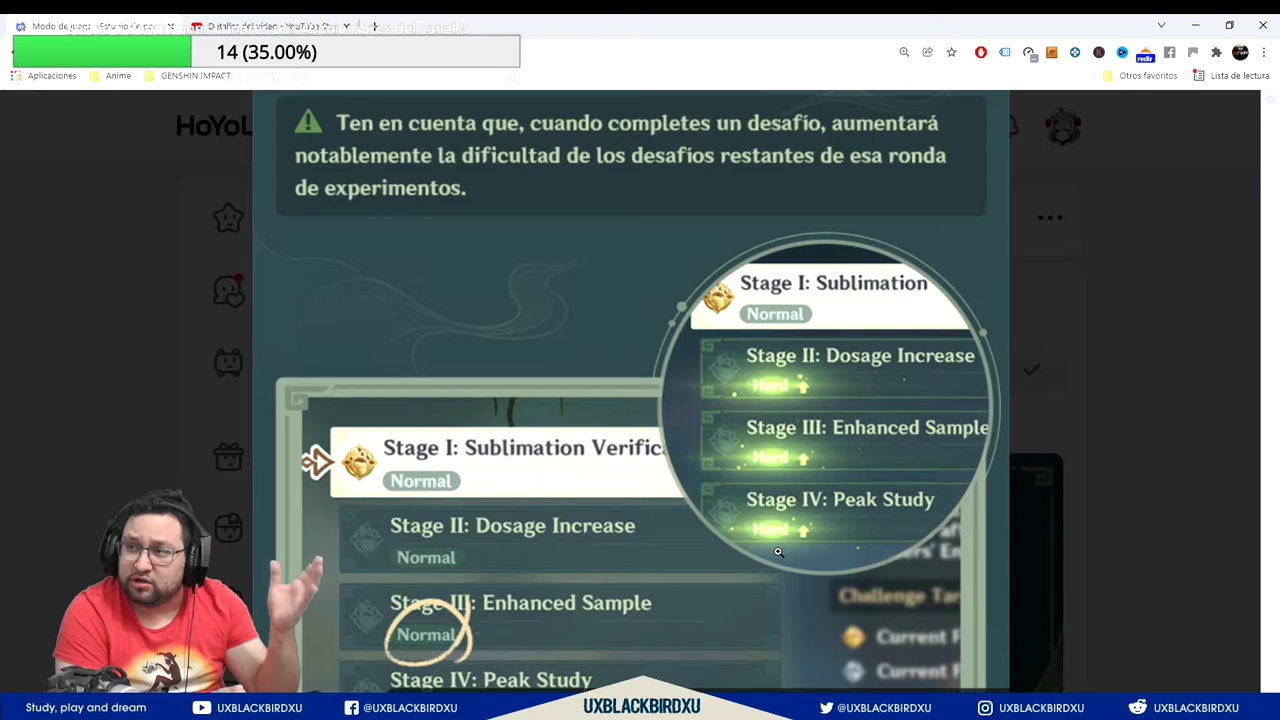 14 (35.00%)
Aplicaciones
Anime
GENSHIN IMPACT
redir
Otros favoritos
Lista de lectura
HoYoL
Ten en cuenta que, cuando completes un desafío, aumentará
notablemente la dificultad de los desafíos restantes de esa ronda
de experimentos.
Stage I: Sublimation
Normal
Stage II: Dosage Increase
Hard
Stage III: Enhanced Sample
Hard
Stage IV: Peak Study
Hard
Stage I: Sublimation Verific
Normal
Stage II: Dosage Increase
Normal
Stage III: Enhanced Sample
Normal
Stage IV: Peak Study
Challenge Tar
Current F
Current
Study, play and dream
UXBLACKBIRDXU
@UXBLACKBIRDXU
UXBLACKBIRDXU
@UXBLACKBIRDXU
UXBLACKBIRDXU
UXBLACKBIRDXU